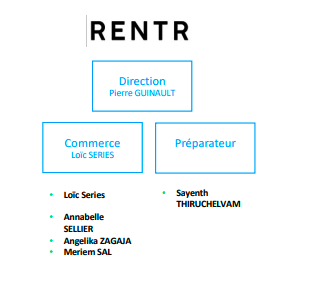 RENTR
Direction
Pierre GUINAULT
Commerce
Loïc SERIES
Préparateur
• Loïc Series
• Annabelle
SELLIER
• Angelika ZAGAJA
• Meriem SAL
• Sayenth
THIRUCHELVAM